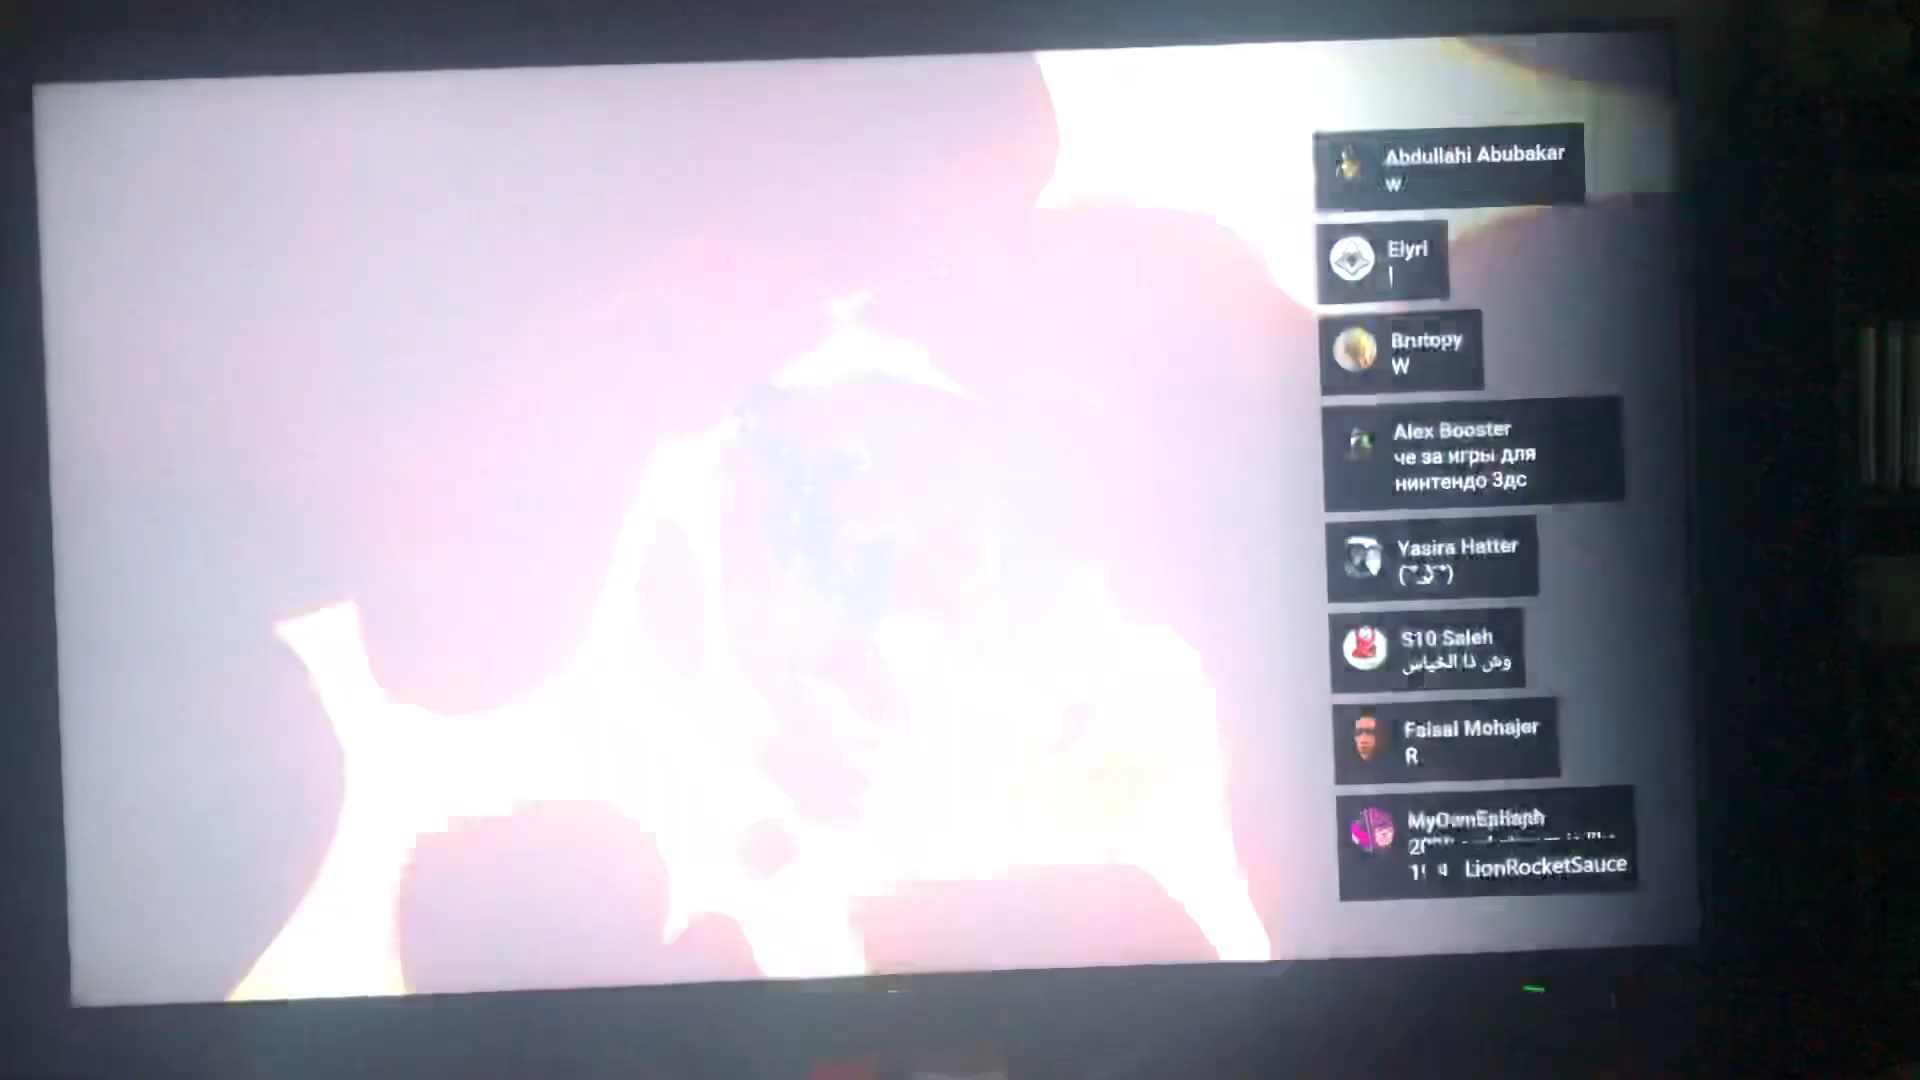 Abdullahi Abubakar
w
Elyri
Brutopy
W
Alex Booster
че за игры для
нинтендо 3дс
Yasira Hatter
S10 Saleh
وش ذا الخياس
Faisal Mohajer
R
MyOwnEpitaph
LionRocketSauce